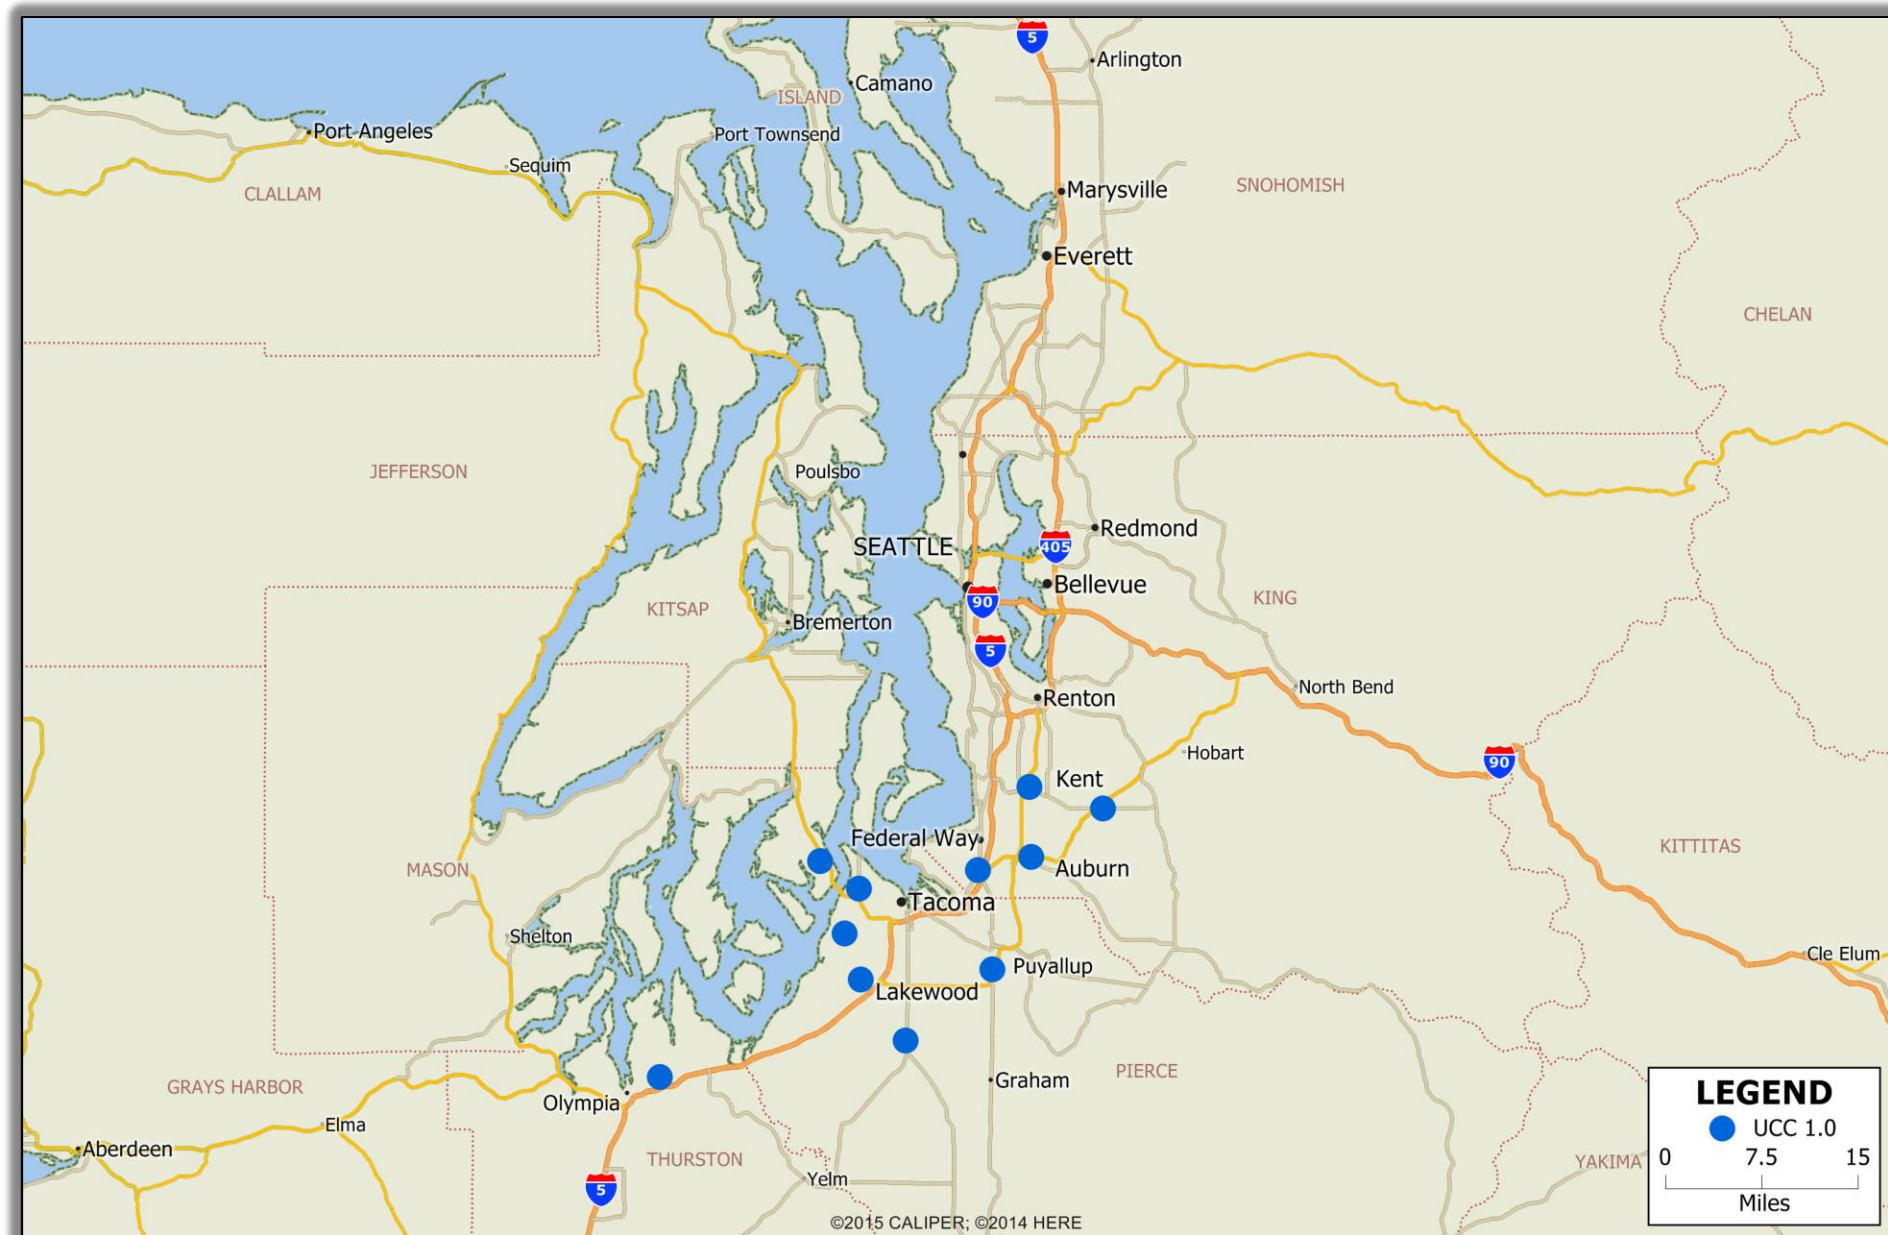 5
Arlington
Camano
ISLAND
Port Angeles
Port Townsend
Sequim
CLALLAM
SNOHOMISH
Marysville
Everett
CHELAN
JEFFERSON
Poulsbo
Redmond
SEATTLE
405
Bellevue
90
KITSAP
KING
Bremerton
5
North Bend
Renton
Hobart
90
Kent
Federal Way
KITTITAS
MASON
Auburn
Tacoma
Shelton
Cle Elum
Puyallup
Lakewood
PIERCE
Graham
GRAYS HARBOR
Olympia
Elma
Aberdeen
THURSTON
YAKIMA
Yelm
5
LEGEND
UCC 1.0
0 7.5 15
Miles
©2015 CALIPER; ©2014 HERE